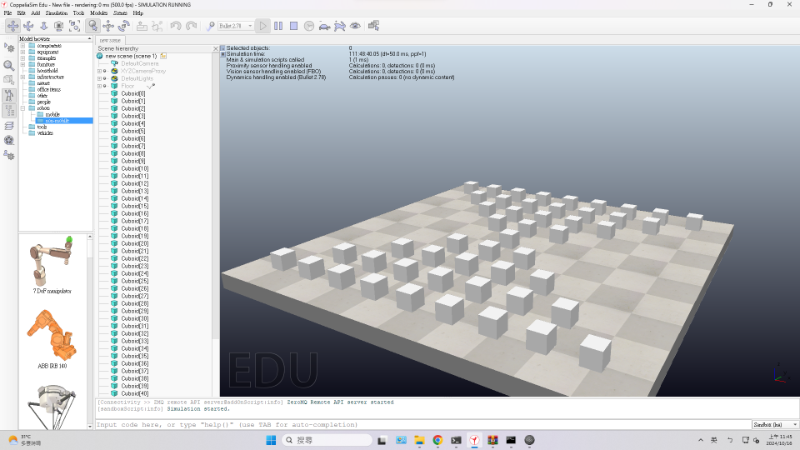 CoppeliaSim Edu - New file - rendering: 0 ms (500.0 fps) - SIMULATION RUNNING
File Edit Add Simulation Tools Modules Scenes Help
Bullet 2.78
Model browser
components
equipment
examples
furniture
household
infrastructure
nature
office items
other
people
robots
mobile
non-mobile
tools
vehicles
7 DoF manipulator
ABB IRB 140
new scene
Scene hierarchy
new scene (scene 1)
DefaultCamera
XYZCameraProxy
DefaultLights
Floor
Cuboid[0]
Cuboid[1]
Cuboid[2]
Cuboid[3]
Cuboid[4]
Cuboid[5]
Cuboid[6]
Cuboid[7]
Cuboid[8]
Cuboid[9]
Cuboid[10]
Cuboid[11]
Cuboid[12]
Cuboid[13]
Cuboid[14]
Cuboid[15]
Cuboid[16]
Cuboid[17]
Cuboid[18]
Cuboid[19]
Cuboid[20]
Cuboid[21]
Cuboid[22]
Cuboid[23]
Cuboid[24]
Cuboid[25]
Cuboid[26]
Cuboid[27]
Cuboid[28]
Cuboid[29]
Cuboid[30]
Cuboid[31]
Cuboid[32]
Cuboid[33]
Cuboid[34]
Cuboid[35]
Cuboid[36]
Cuboid[37]
Cuboid[38]
Cuboid[39]
Cuboid[40]
Selected objects: 0
Simulation time: 111:40:40.05 (dt=50.0 ms, ppf=1)
Main & simulation scripts called 1 (1 ms)
Proximity sensor handling enabled Calculations: 0, detections: 0 (0 ms)
Vision sensor handling enabled (FBO) Calculations: 0, detections: 0 (0 ms)
Dynamics handling enabled (Bullet 2.78) Calculation passes: 0 (no dynamic content)
EDU
[Connectivity >> ZMQ remote API server@addOnScript:info] ZeroMQ Remote API server started
[sandboxScript:info] Simulation started.
Input code here, or type "help()" (use TAB for auto-completion)
Sandbox (lua)
31°C
多雲時晴
搜尋
英
上午 11:45
2024/10/16